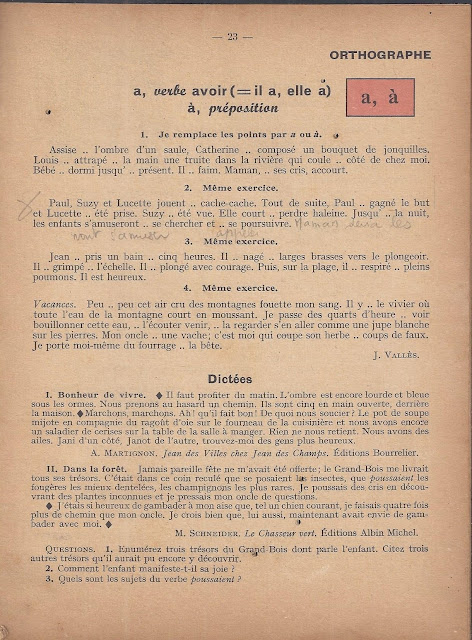 — 23 —
ORTHOGRAPHE
a, verbe avoir (= il a, elle a)
à, préposition
a, à
1. Je remplace les points par a ou à.
Assise .. l'ombre d'un saule, Catherine .. composé un bouquet de jonquilles.
Louis .. attrapé .. la main une truite dans la rivière qui coule .. côté de chez moi.
Bébé .. dormi jusqu' .. présent. Il .. faim. Maman, .. ses cris, accourt.
2. Même exercice.
Paul, Suzy et Lucette jouent .. cache-cache. Tout de suite, Paul .. gagné le but
et Lucette .. été prise. Suzy .. été vue. Elle court .. perdre haleine. Jusqu' .. la nuit,
les enfants s'amuseront .. se chercher et .. se poursuivre. Mamais les
vont s'amuser après
3. Même exercice.
Jean .. pris un bain .. cinq heures. Il .. nagé .. larges brasses vers le plongeoir.
Il .. grimpé .. l'échelle. Il .. plongé avec courage. Puis, sur la plage, il .. respiré .. pleins
poumons. Il est heureux.
4. Même exercice.
Vacances. Peu .. peu cet air cru des montagnes fouette mon sang. Il y .. le vivier où
toute l'eau de la montagne court en moussant. Je passe des quarts d'heure .. voir
bouillonner cette eau, .. l'écouter venir, .. la regarder s'en aller comme une jupe blanche
sur les pierres. Mon oncle .. une vache; c'est moi qui coupe son herbe .. coups de faux.
Je porte moi-même du fourrage .. la bête.
J. VALLÈS.
Dictées
I. Bonheur de vivre. ♦ Il faut profiter du matin. L'ombre est encore lourde et bleue
sous les ormes. Nous prenons au hasard un chemin. Ils sont cinq en main ouverte, derrière
la maison. ♦ Marchons, marchons. Ah! qu'il fait bon! De quoi nous soucier? Le pot de soupe
mijote en compagnie du ragoût d'oie sur le fourneau de la cuisinière et nous avons encore
un saladier de cerises sur la table de la salle à manger. Rien ne nous retient. Nous avons des
ailes. Jani d'un côté, Janot de l'autre, trouvez-moi des gens plus heureux.
A. MARTIGNON. Jean des Villes chez Jean des Champs. Éditions Bourrelier.
II. Dans la forêt. Jamais pareille fête ne m'avait été offerte; le Grand-Bois me livrait
tous ses trésors. C'était dans ce coin reculé que se posaient les insectes, que poussaient les
fougères les mieux dentelées, les champignons les plus rares. Je poussais des cris en décou-
vrant des plantes inconnues et je pressais mon oncle de questions.
♦ J'étais si heureux de gambader à mon aise que, tel un chien courant, je faisais quatre fois
plus de chemin que mon oncle. Je crois bien que, lui aussi, maintenant avait envie de gam-
bader avec moi. ♦
M. SCHNEIDER. Le Chasseur vert. Éditions Albin Michel.
QUESTIONS. 1. Enumérez trois trésors du Grand-Bois dont parle l'enfant. Citez trois
autres trésors qu'il aurait pu encore y découvrir.
2. Comment l'enfant manifeste-t-il sa joie ?
3. Quels sont les sujets du verbe poussaient ?